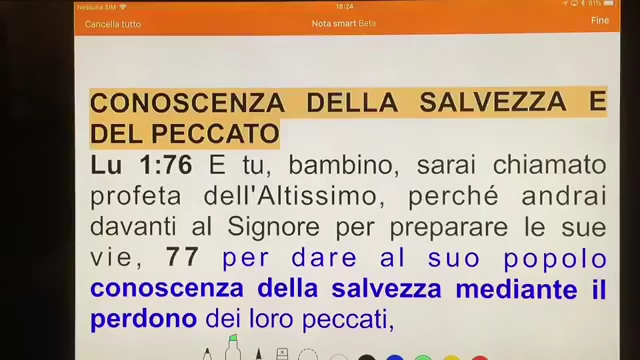 Nessuna SIM
18:24
81%
Cancella tutto
Nota smart Beta
Fine
CONOSCENZA DELLA SALVEZZA E
DEL PECCATO
Lu 1:76 E tu, bambino, sarai chiamato
profeta dell'Altissimo, perché andrai
davanti al Signore per preparare le sue
vie, 77 per dare al suo popolo
conoscenza della salvezza mediante il
perdono dei loro peccati,